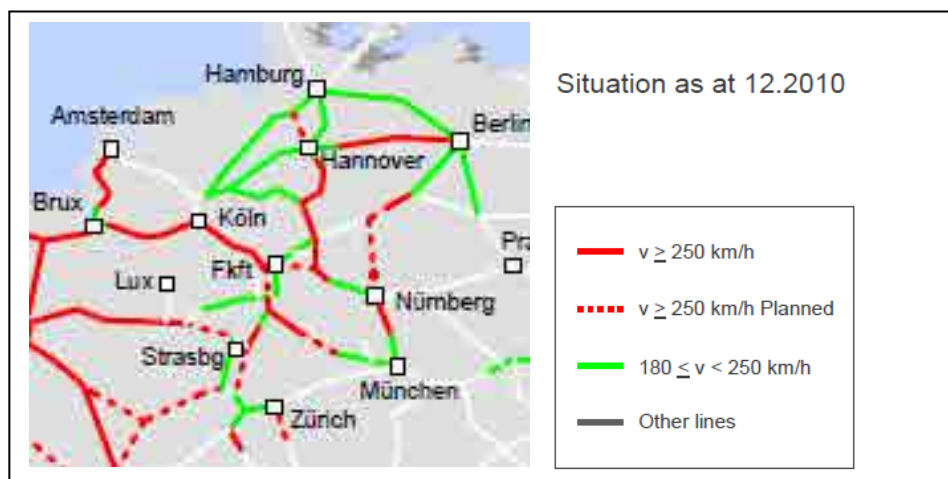 Hamburg
Situation as at 12.2010
Amsterdam
Berlin
Hannover
Brux
Köln
v ≥ 250 km/h
Pra
Fkft
Lux
Nürnberg
v ≥ 250 km/h Planned
Strasbg
180 ≤ v < 250 km/h
München
Zürich
Other lines